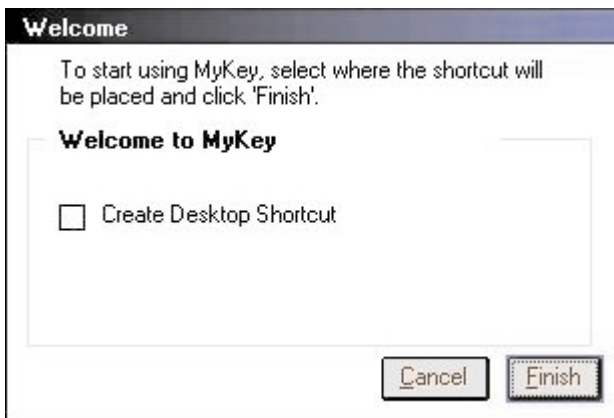 Welcome
To start using MyKey, select where the shortcut will
be placed and click 'Finish'.
Welcome to MyKey
Create Desktop Shortcut
Cancel
Finish